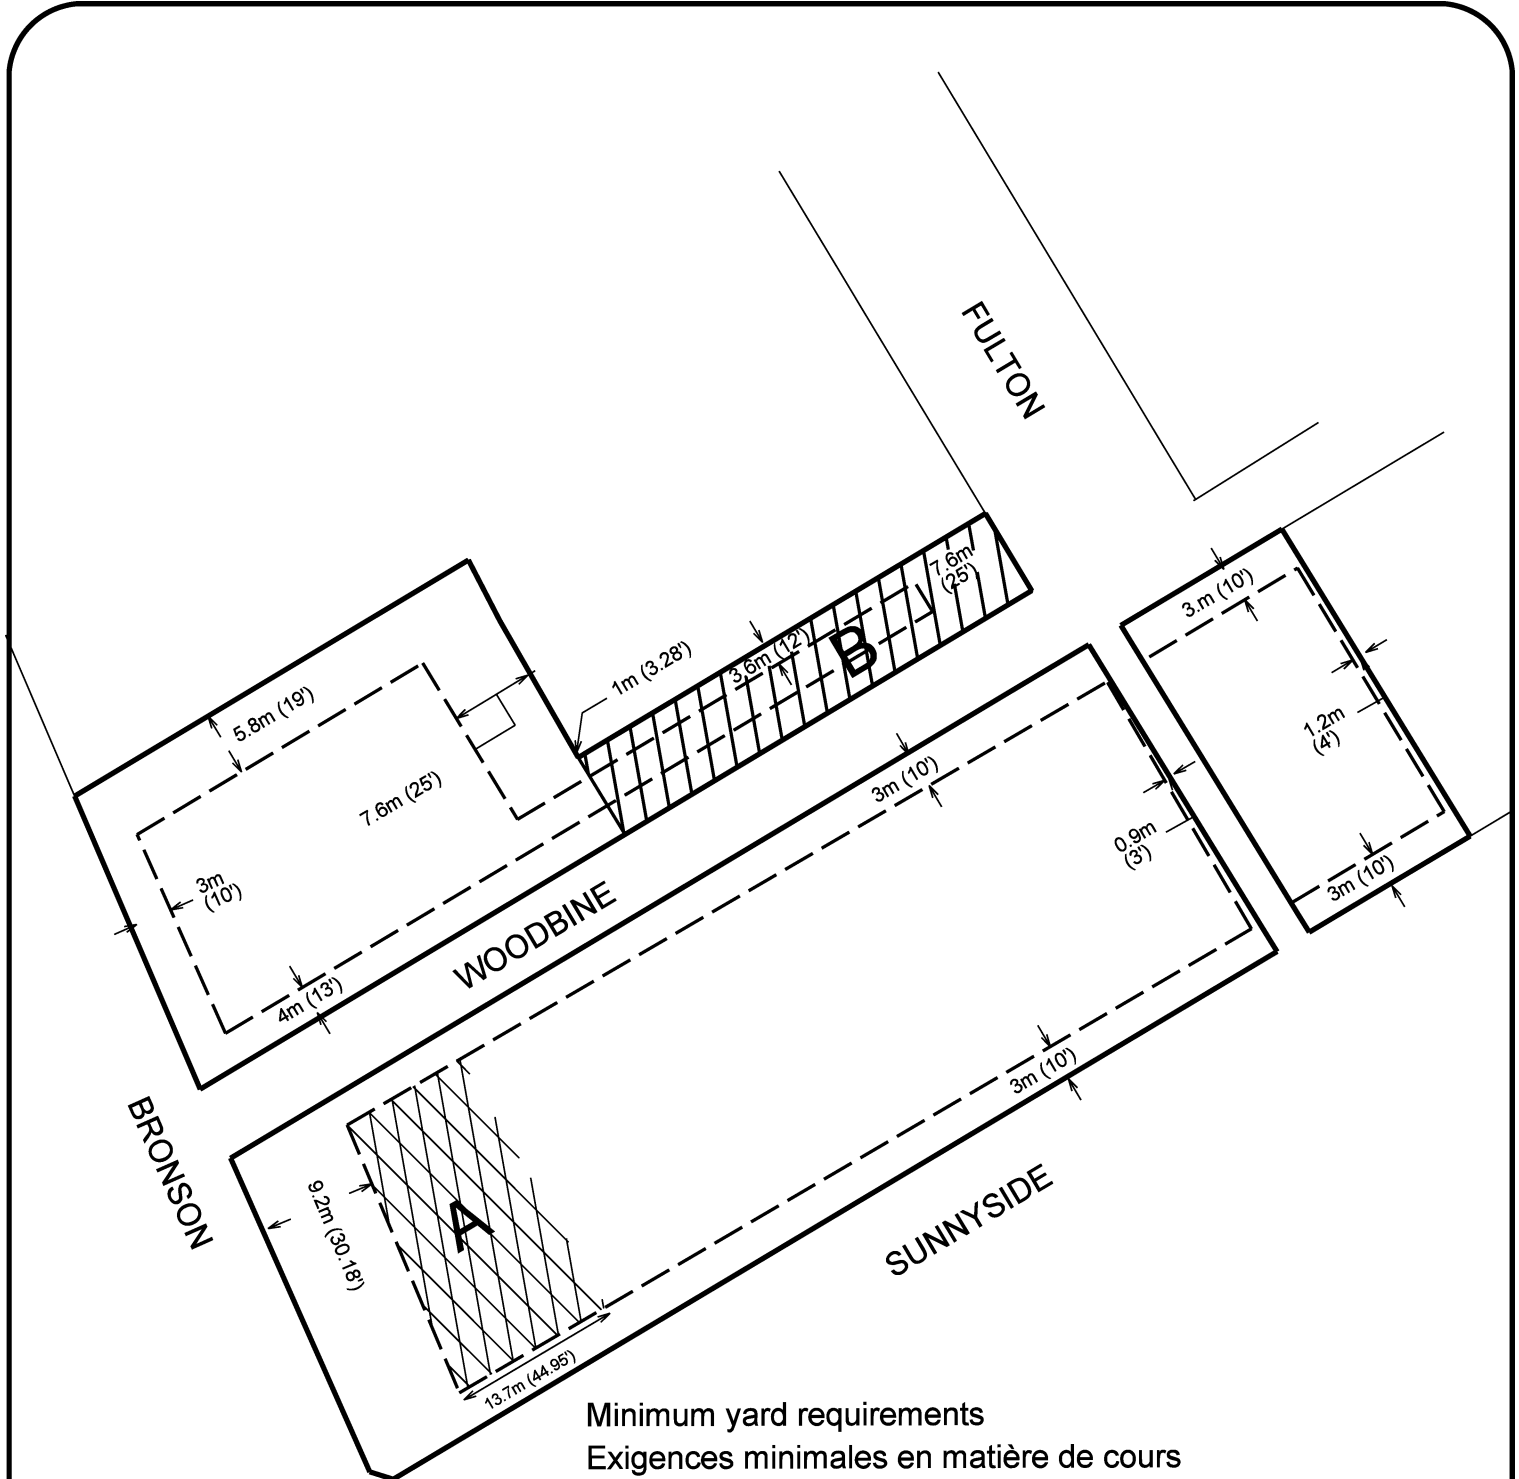 FULTON
7.6m
(25')
3.m (10')
1m (3.28')
3.6m (12')
B
5.8m (19')
1.2m
(4')
7.6m (25')
3m (10')
0.9m
(3')
3m
(10')
3m (10')
WOODBINE
4m (13')
3m (10')
BRONSON
9.2m (30.18')
A
SUNNYSIDE
13.7m (44.95')
Minimum yard requirements
Exigences minimales en matière de cours